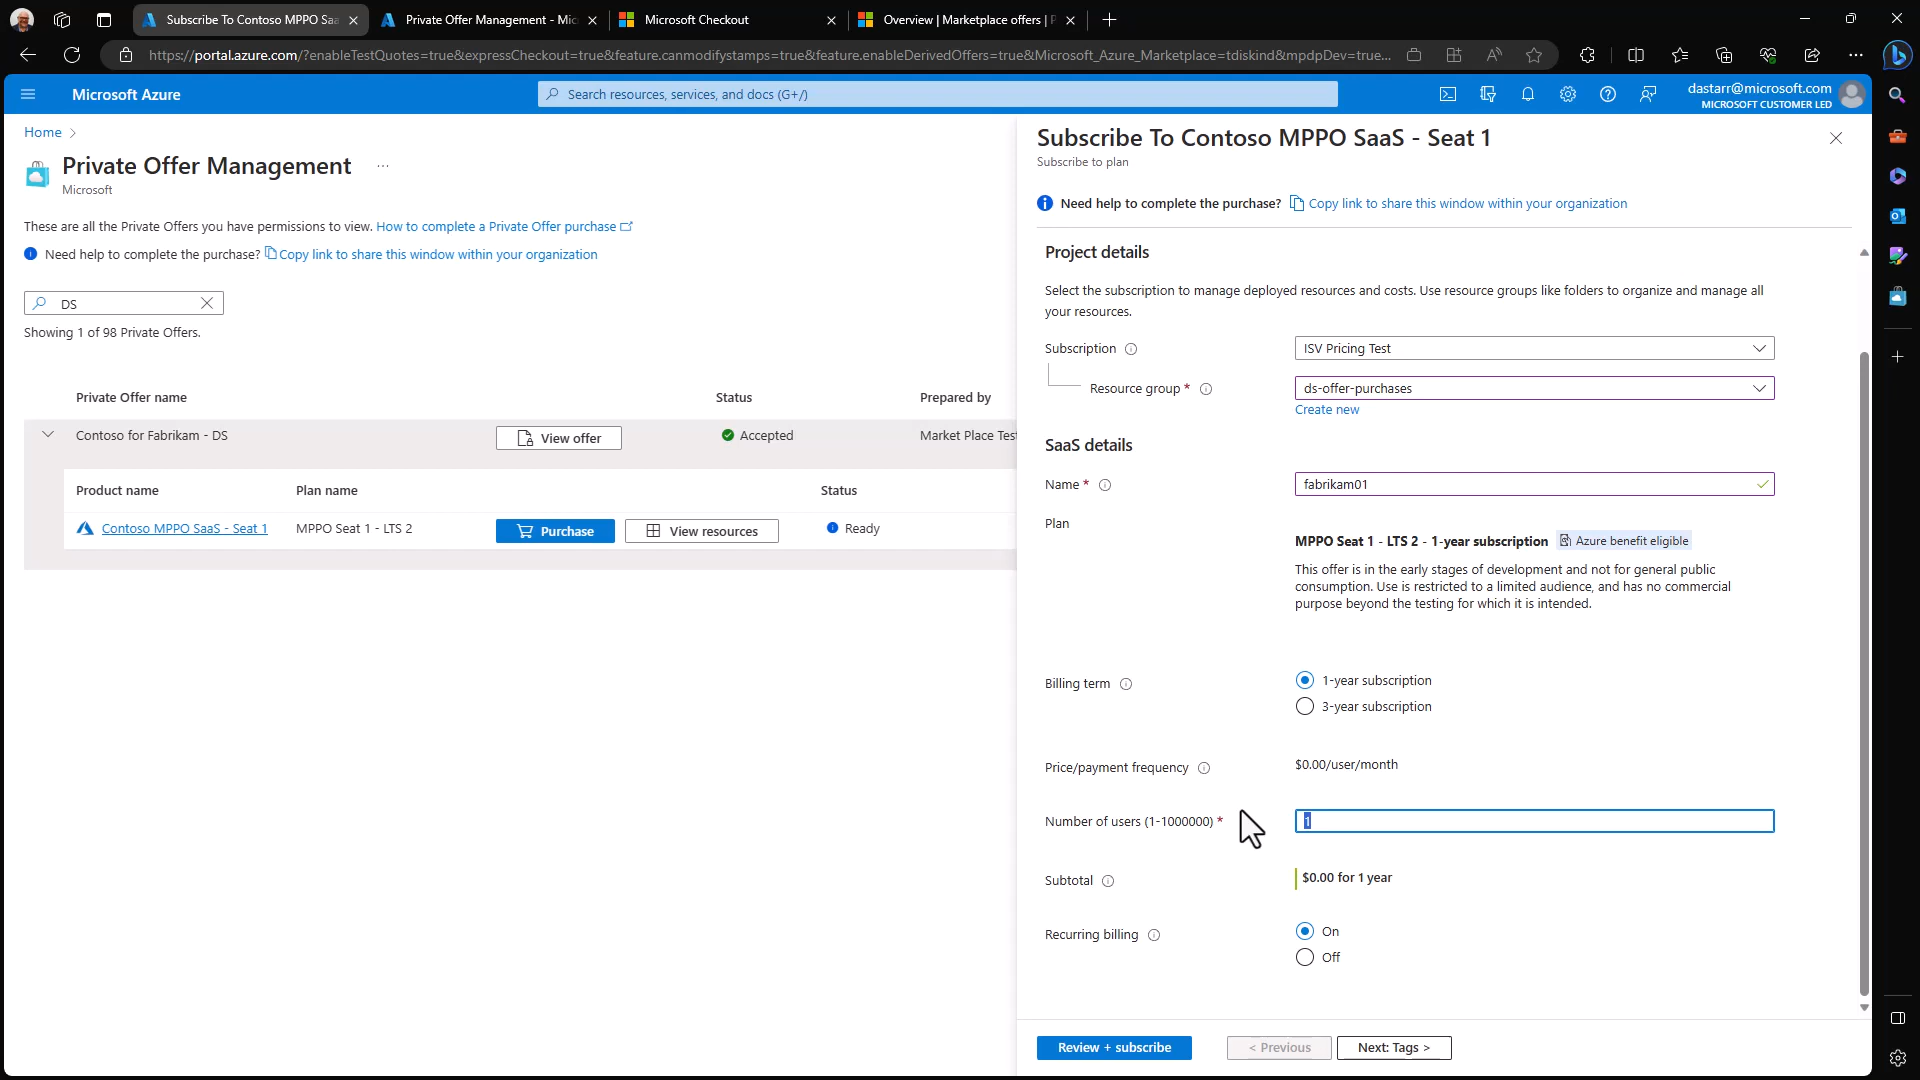 Subscribe To Contoso MPPO Saa
Private Offer Management - Mic
Microsoft Checkout
Overview | Marketplace offers | P
https://portal.azure.com/?enableTestQuotes=true&expressCheckout=true&feature.canmodifystamps=true&feature.enableDerivedOffers=true&Microsoft_Azure_Marketplace=tdiskind&mpdpDev=true...
Microsoft Azure
Search resources, services, and docs (G+/)
dastarr@microsoft.com
MICROSOFT CUSTOMER LED
Home >
Private Offer Management ...
Microsoft
These are all the Private Offers you have permissions to view. How to complete a Private Offer purchase
Need help to complete the purchase? Copy link to share this window within your organization
DS
Showing 1 of 98 Private Offers.
Private Offer name Status Prepared by
Contoso for Fabrikam - DS View offer Accepted Market Place Test
Product name Plan name Status
Contoso MPPO SaaS - Seat 1 MPPO Seat 1 - LTS 2 Purchase View resources Ready
Subscribe To Contoso MPPO SaaS - Seat 1
Subscribe to plan
Need help to complete the purchase? Copy link to share this window within your organization
Project details
Select the subscription to manage deployed resources and costs. Use resource groups like folders to organize and manage all
your resources.
Subscription ISV Pricing Test
Resource group * ds-offer-purchases
Create new
SaaS details
Name * fabrikam01
Plan
MPPO Seat 1 - LTS 2 - 1-year subscription Azure benefit eligible
This offer is in the early stages of development and not for general public
consumption. Use is restricted to a limited audience, and has no commercial
purpose beyond the testing for which it is intended.
Billing term 1-year subscription
3-year subscription
Price/payment frequency $0.00/user/month
Number of users (1-1000000) * 1
Subtotal $0.00 for 1 year
Recurring billing On
Off
Review + subscribe < Previous Next: Tags >